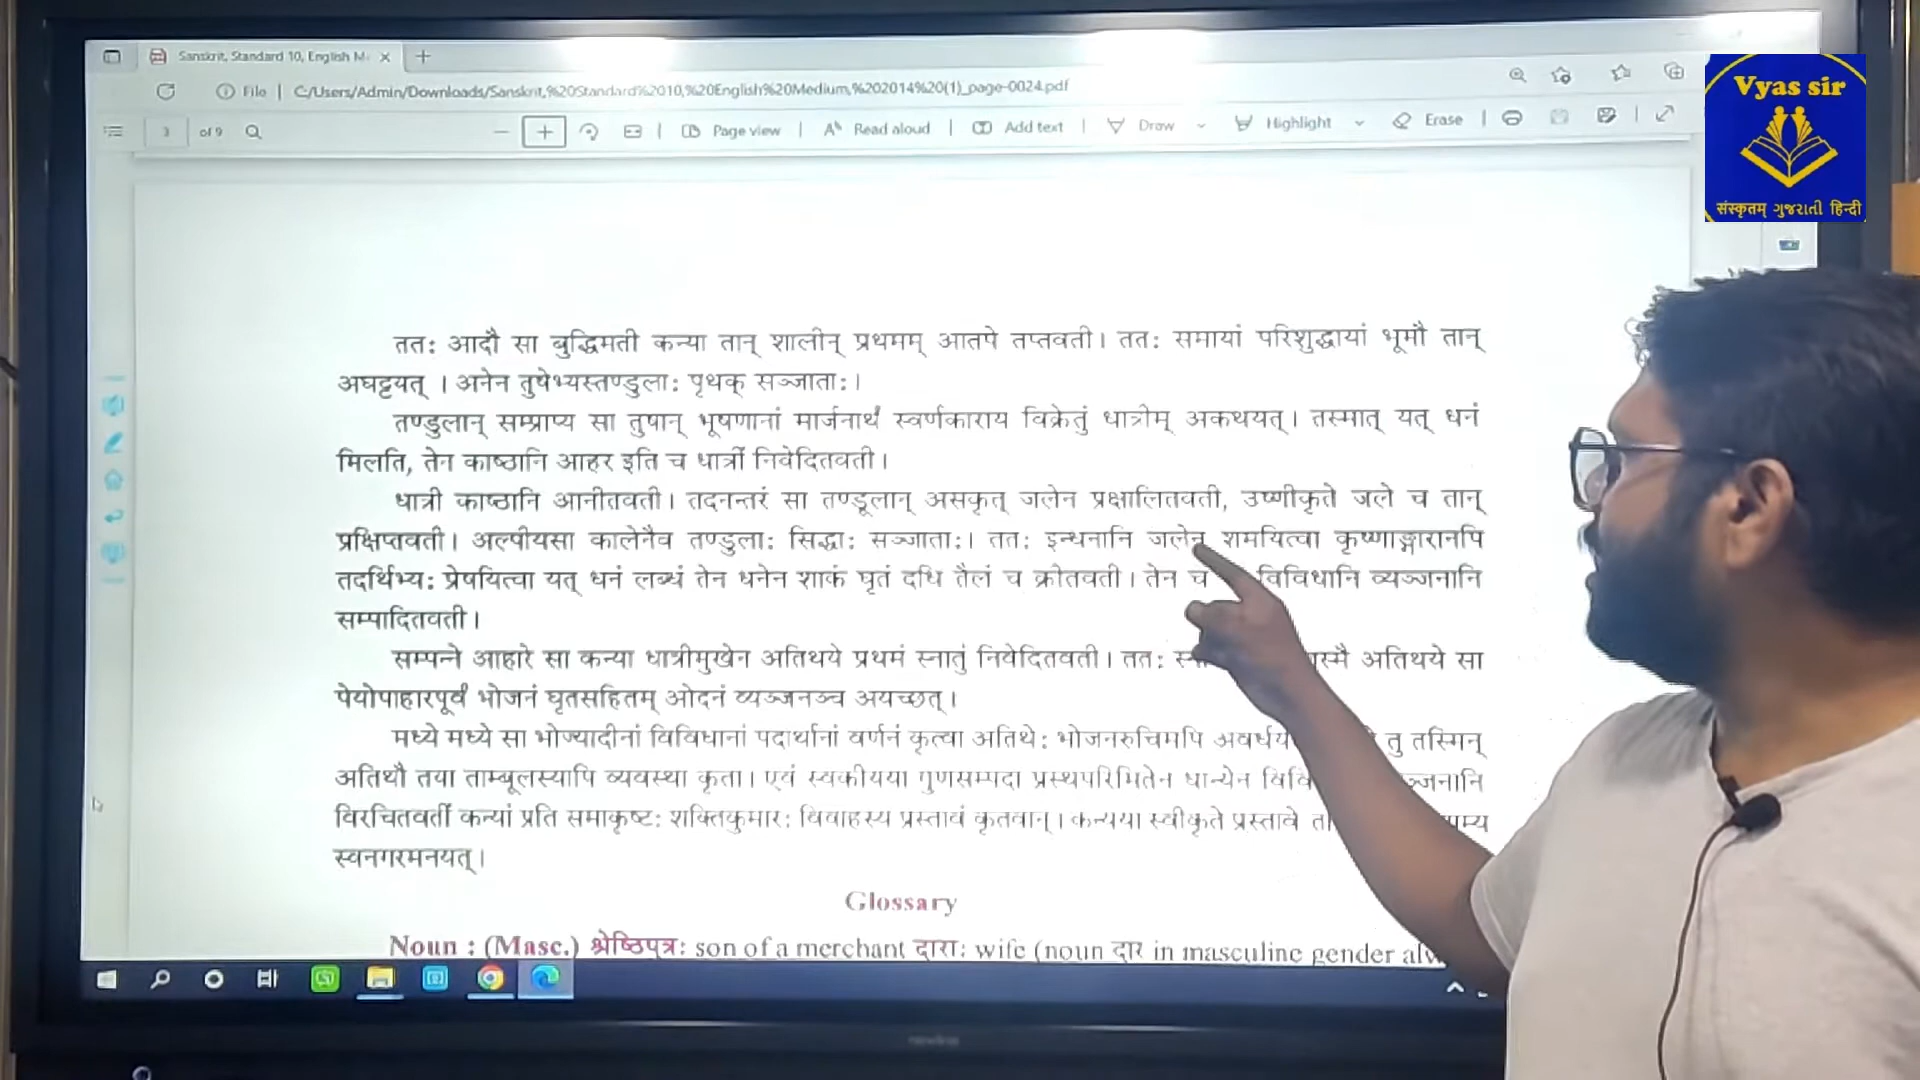 Sanskrit, Standard 10, English M
File | C:/Users/Admin/Downloads/Sanskrit,%20Standard%2010,%20English%20Medium,%202014%20(1)_page-0024.pdf
3 of 9 Page view Read aloud Add text Draw Highlight Erase
Vyas sir
संस्कृतम् ગુજરાતી हिन्दी
ततः आदौ सा बुद्धिमती कन्या तान् शालीन् प्रथमम् आतपे तप्तवती। ततः समायां परिशुद्धायां भूमौ तान्
अघट्टयत् । अनेन तुषेभ्यस्तण्डुलाः पृथक् सञ्जाताः।
तण्डुलान् सम्प्राप्य सा तुषान् भूषणानां मार्जनार्थं स्वर्णकाराय विक्रेतुं धात्रीम् अकथयत्। तस्मात् यत् धनं
मिलति, तेन काष्ठानि आहर इति च धात्रीं निवेदितवती।
धात्री काष्ठानि आनीतवती। तदनन्तरं सा तण्डूलान् असकृत् जलेन प्रक्षालितवती, उष्णीकृते जले च तान्
प्रक्षिप्तवती। अल्पीयसा कालेनैव तण्डुलाः सिद्धाः सञ्जाताः। ततः इन्धनानि जलेन शमयित्वा कृष्णाङ्गारानपि
तदर्थिभ्यः प्रेषयित्वा यत् धनं लब्धं तेन धनेन शाकं घृतं दधि तैलं च क्रीतवती। तेन च विविधानि व्यञ्जनानि
सम्पादितवती।
सम्पन्ने आहारे सा कन्या धात्रीमुखेन अतिथये प्रथमं स्नातुं निवेदितवती। ततः अतिथये सा
पेयोपाहारपूर्वं भोजनं घृतसहितम् ओदनं व्यञ्जनञ्च अयच्छत्।
मध्ये मध्ये सा भोज्यादीनां विविधानां पदार्थानां वर्णनं कृत्वा अतिथेः भोजनरुचिमपि तु तस्मिन्
अतिथौ तया ताम्बूलस्यापि व्यवस्था कृता। एवं स्वकीयया गुणसम्पदा प्रस्थपरिमितेन धान्येन
विरचितवतीं कन्यां प्रति समाकृष्टः शक्तिकुमारः विवाहस्य प्रस्तावं कृतवान्। कन्यया स्वीकृते प्रस्तावे
स्वनगरमनयत्।
Glossary
Noun : (Masc.) श्रेष्ठिपुत्रः son of a merchant दाराः wife (noun दार in masculine gender